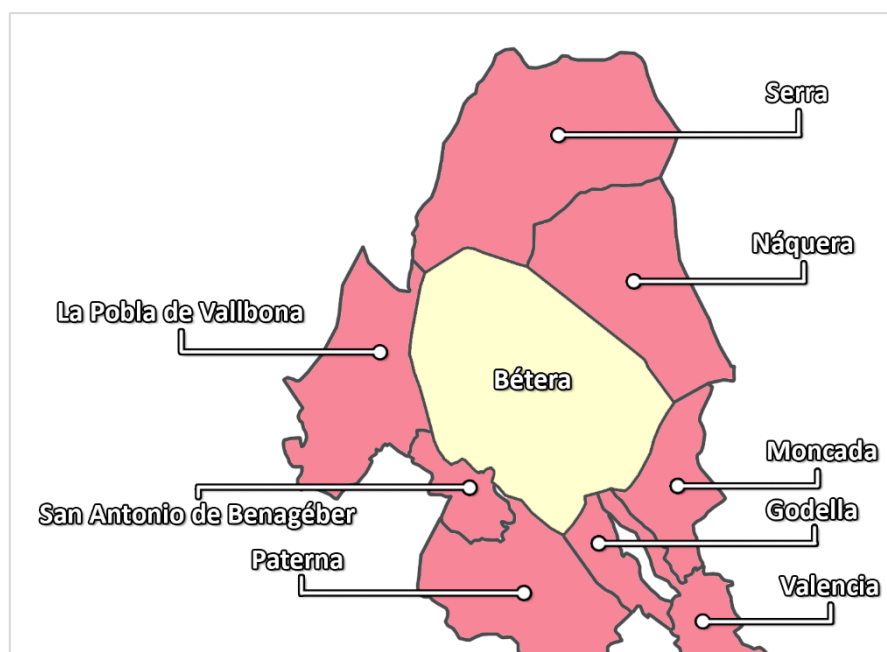 Serra
Náquera
La Pobla de Vallbona
Bétera
Moncada
San Antonio de Benagéber
Godella
Paterna
Valencia